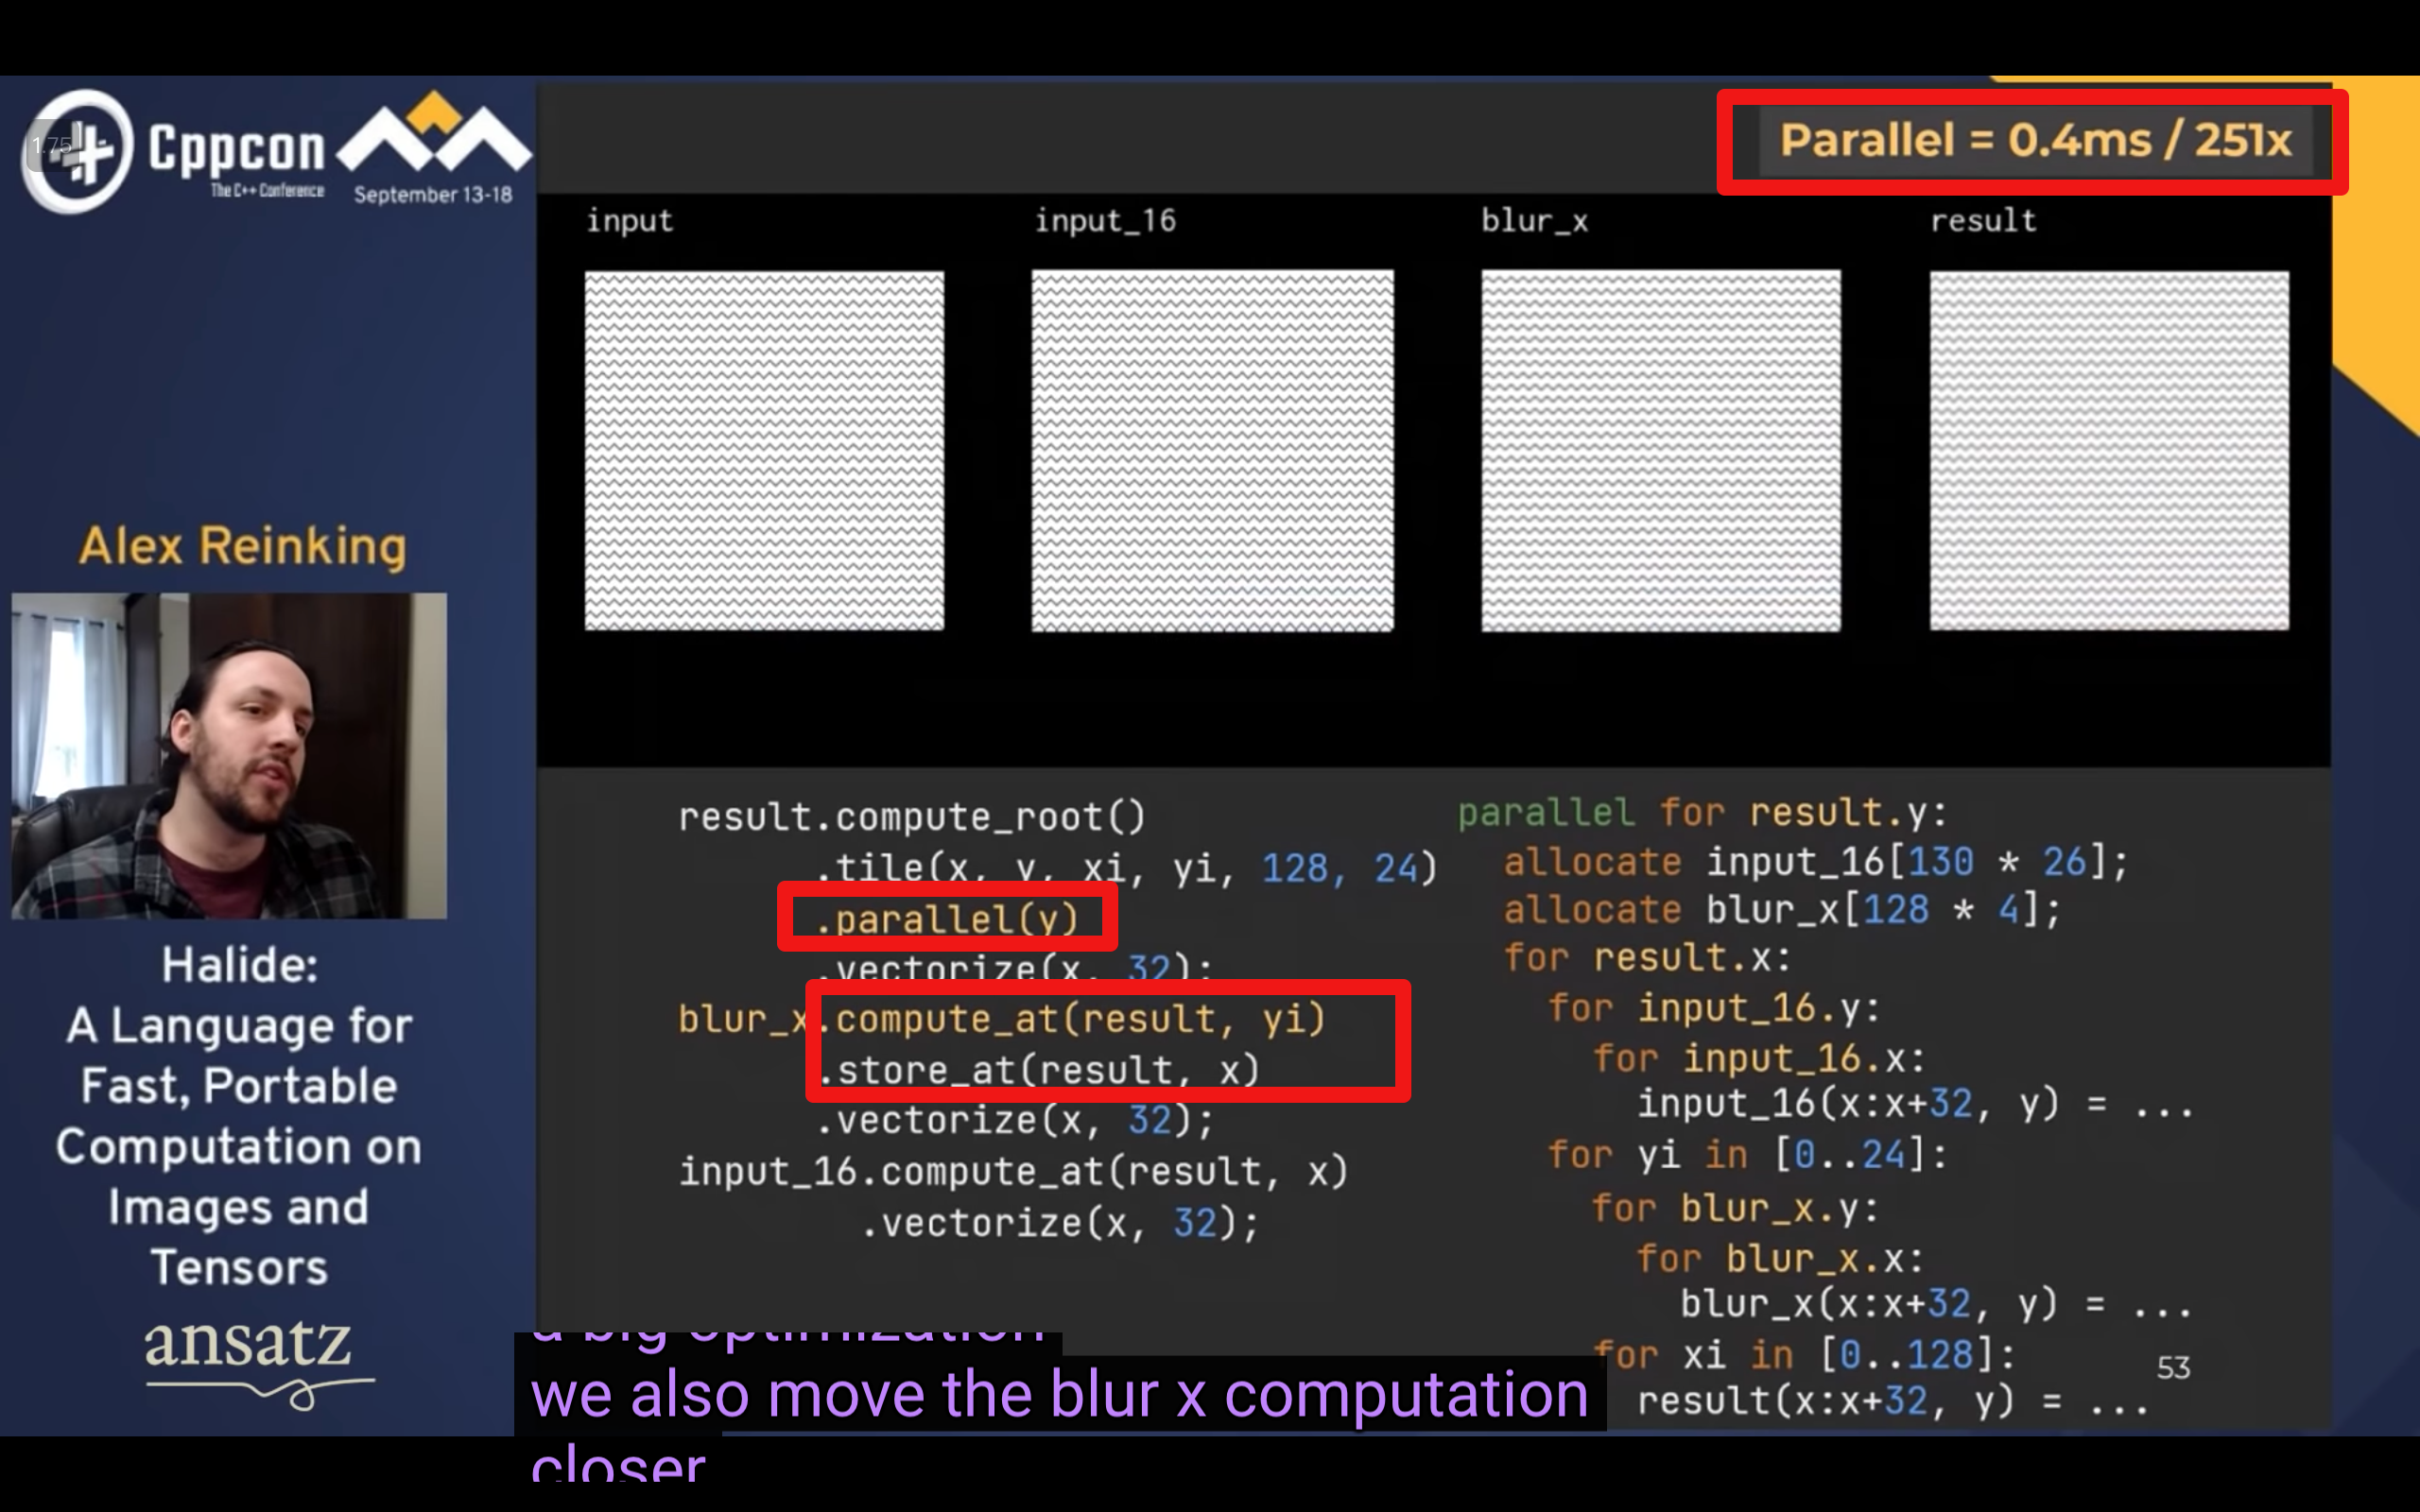 1.75
Cppcon
The C++ Conference
September 13-18
Parallel = 0.4ms / 251x
input
input_16
blur_x
result
Alex Reinking
Halide:
A Language for
Fast, Portable
Computation on
Images and
Tensors
ansatz
result.compute_root()
.tile(x, y, xi, yi, 128, 24)
.parallel(y)
.vectorize(x, 32);
blur_x.compute_at(result, yi)
.store_at(result, x)
.vectorize(x, 32);
input_16.compute_at(result, x)
.vectorize(x, 32);
parallel for result.y:
allocate input_16[130 * 26];
allocate blur_x[128 * 4];
for result.x:
for input_16.y:
for input_16.x:
input_16(x:x+32, y) = ...
for yi in [0..24]:
for blur_x.y:
for blur_x.x:
blur_x(x:x+32, y) = ...
for xi in [0..128]:
result(x:x+32, y) = ...
53
a big optimization
we also move the blur x computation
closer